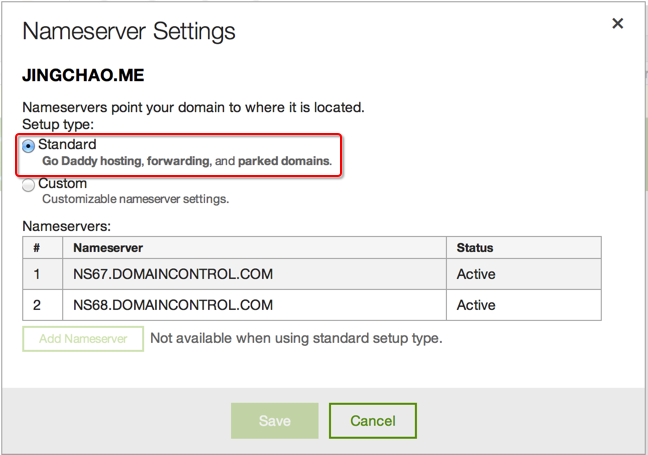 Nameserver Settings
JINGCHAO.ME
Nameservers point your domain to where it is located.
Setup type:
Standard
Go Daddy hosting, forwarding, and parked domains.
Custom
Customizable nameserver settings.
Nameservers:
# Nameserver Status
1 NS67.DOMAINCONTROL.COM Active
2 NS68.DOMAINCONTROL.COM Active
Add Nameserver Not available when using standard setup type.
Save Cancel